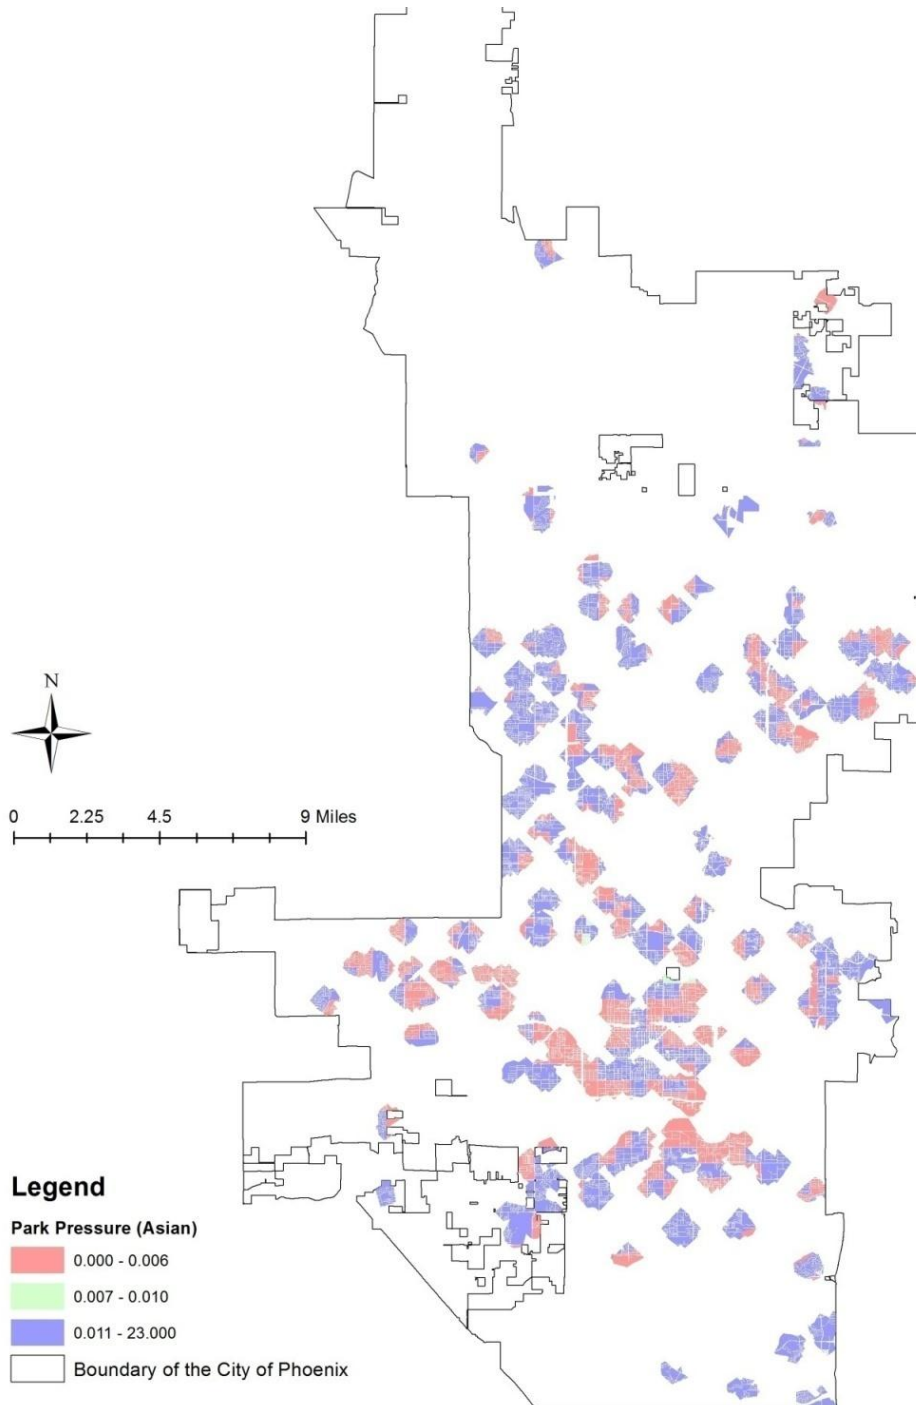 N
0 2.25 4.5 9 Miles
Legend
Park Pressure (Asian)
0.000 - 0.006
0.007 - 0.010
0.011 - 23.000
Boundary of the City of Phoenix